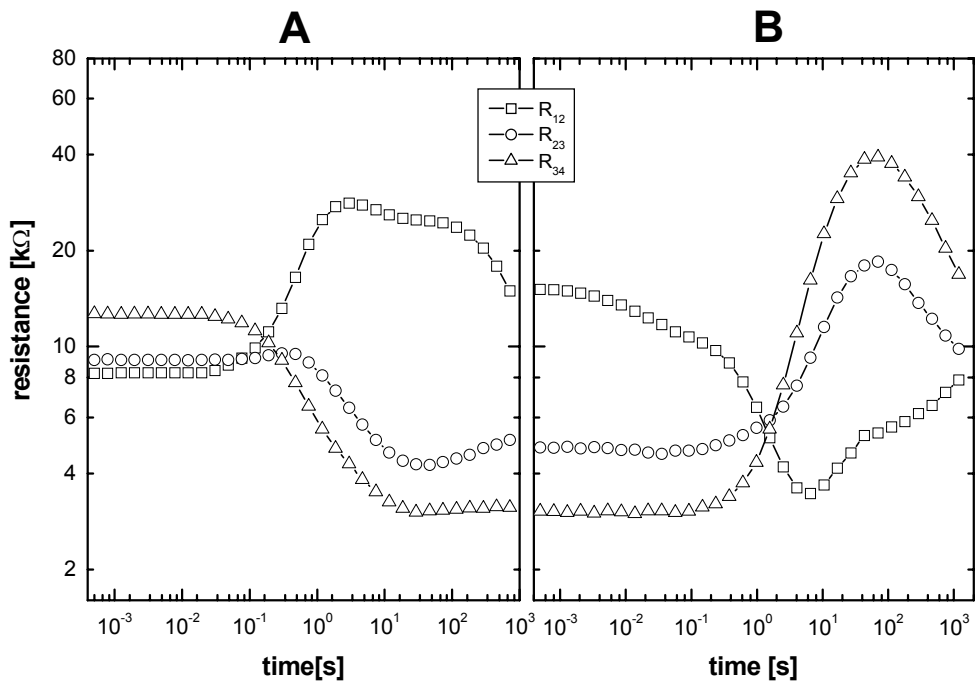 A B
80
60
40
20
10
8
6
4
2
resistance [kΩ]
R₁₂
R₂₃
R₃₄
10⁻³ 10⁻² 10⁻¹ 10⁰ 10¹ 10² 10³ 10⁻³ 10⁻² 10⁻¹ 10⁰ 10¹ 10² 10³
time[s] time [s]